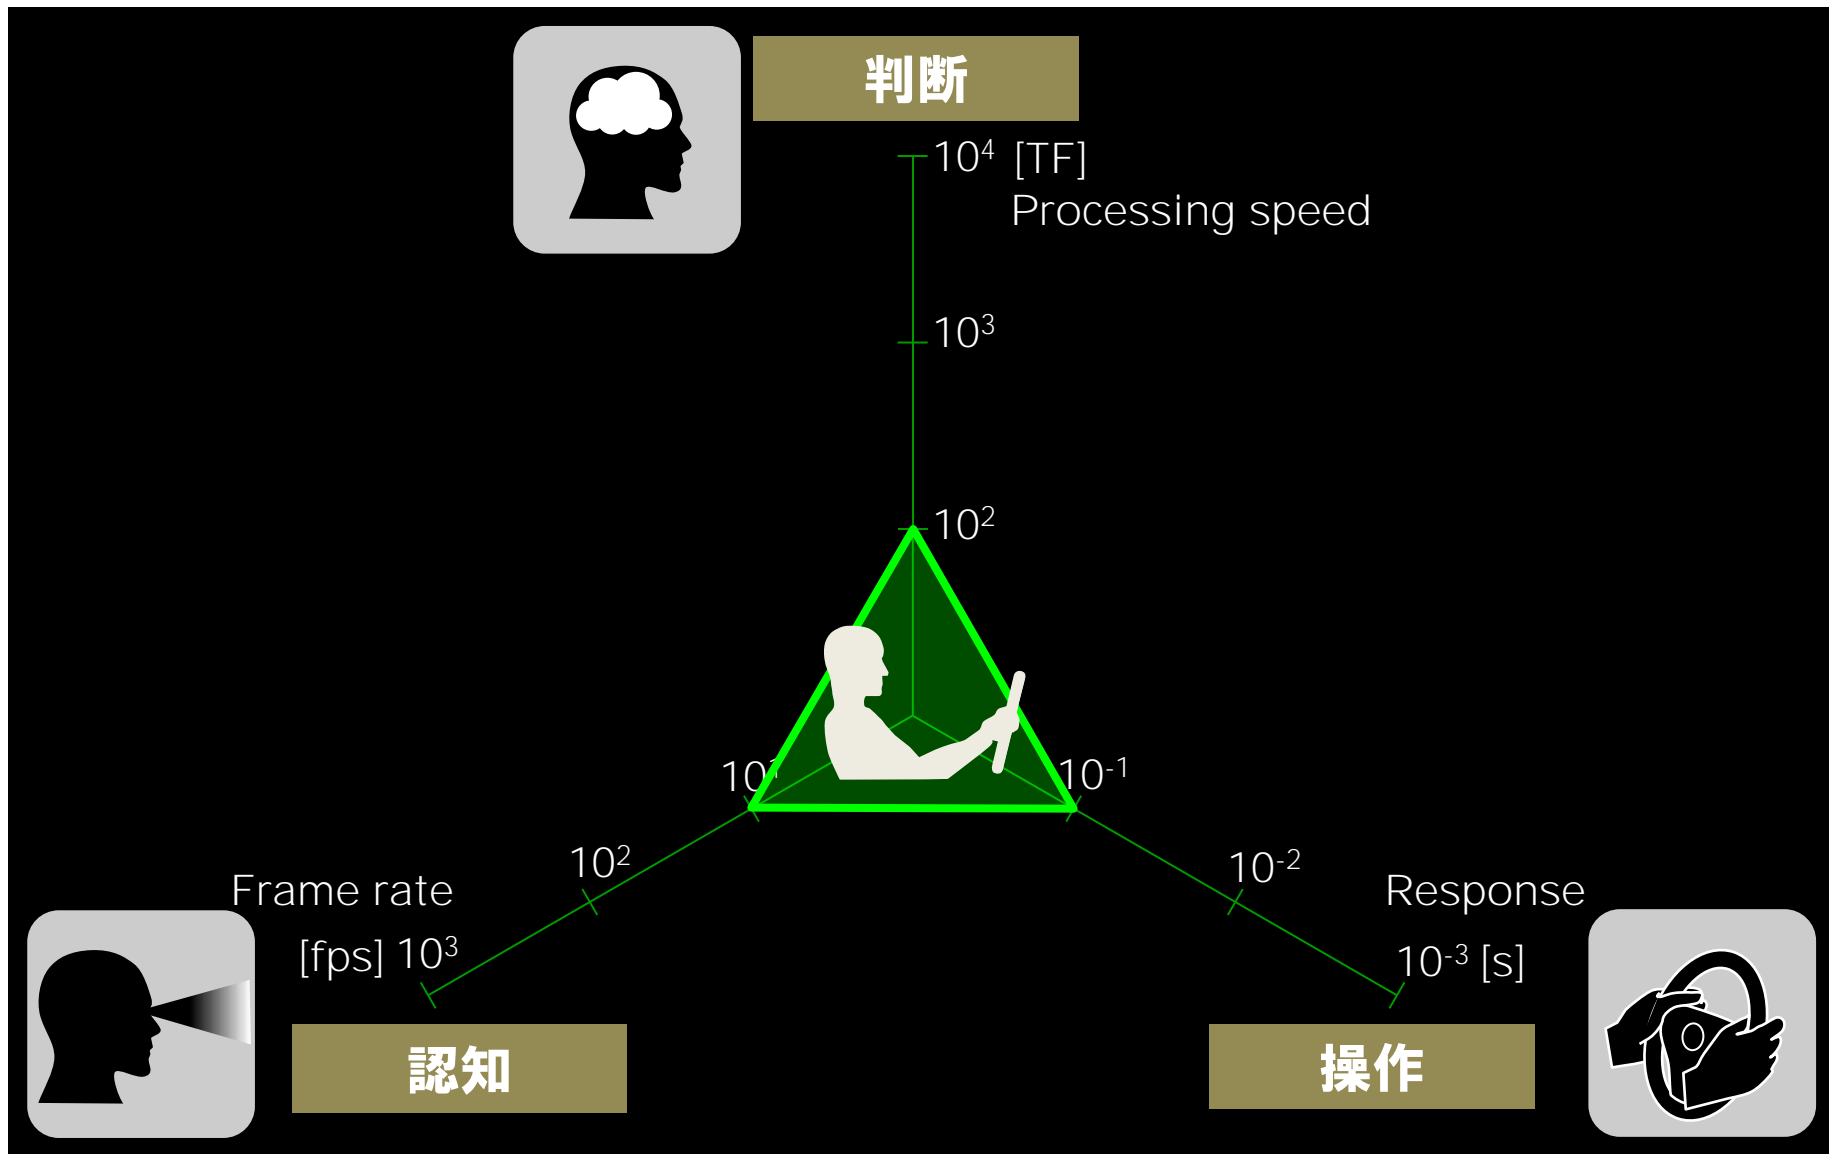 判断
10⁴ [TF]
Processing speed
10³
10²
10¹
10⁻¹
10²
10⁻²
Frame rate
Response
[fps] 10³
10⁻³ [s]
認知
操作